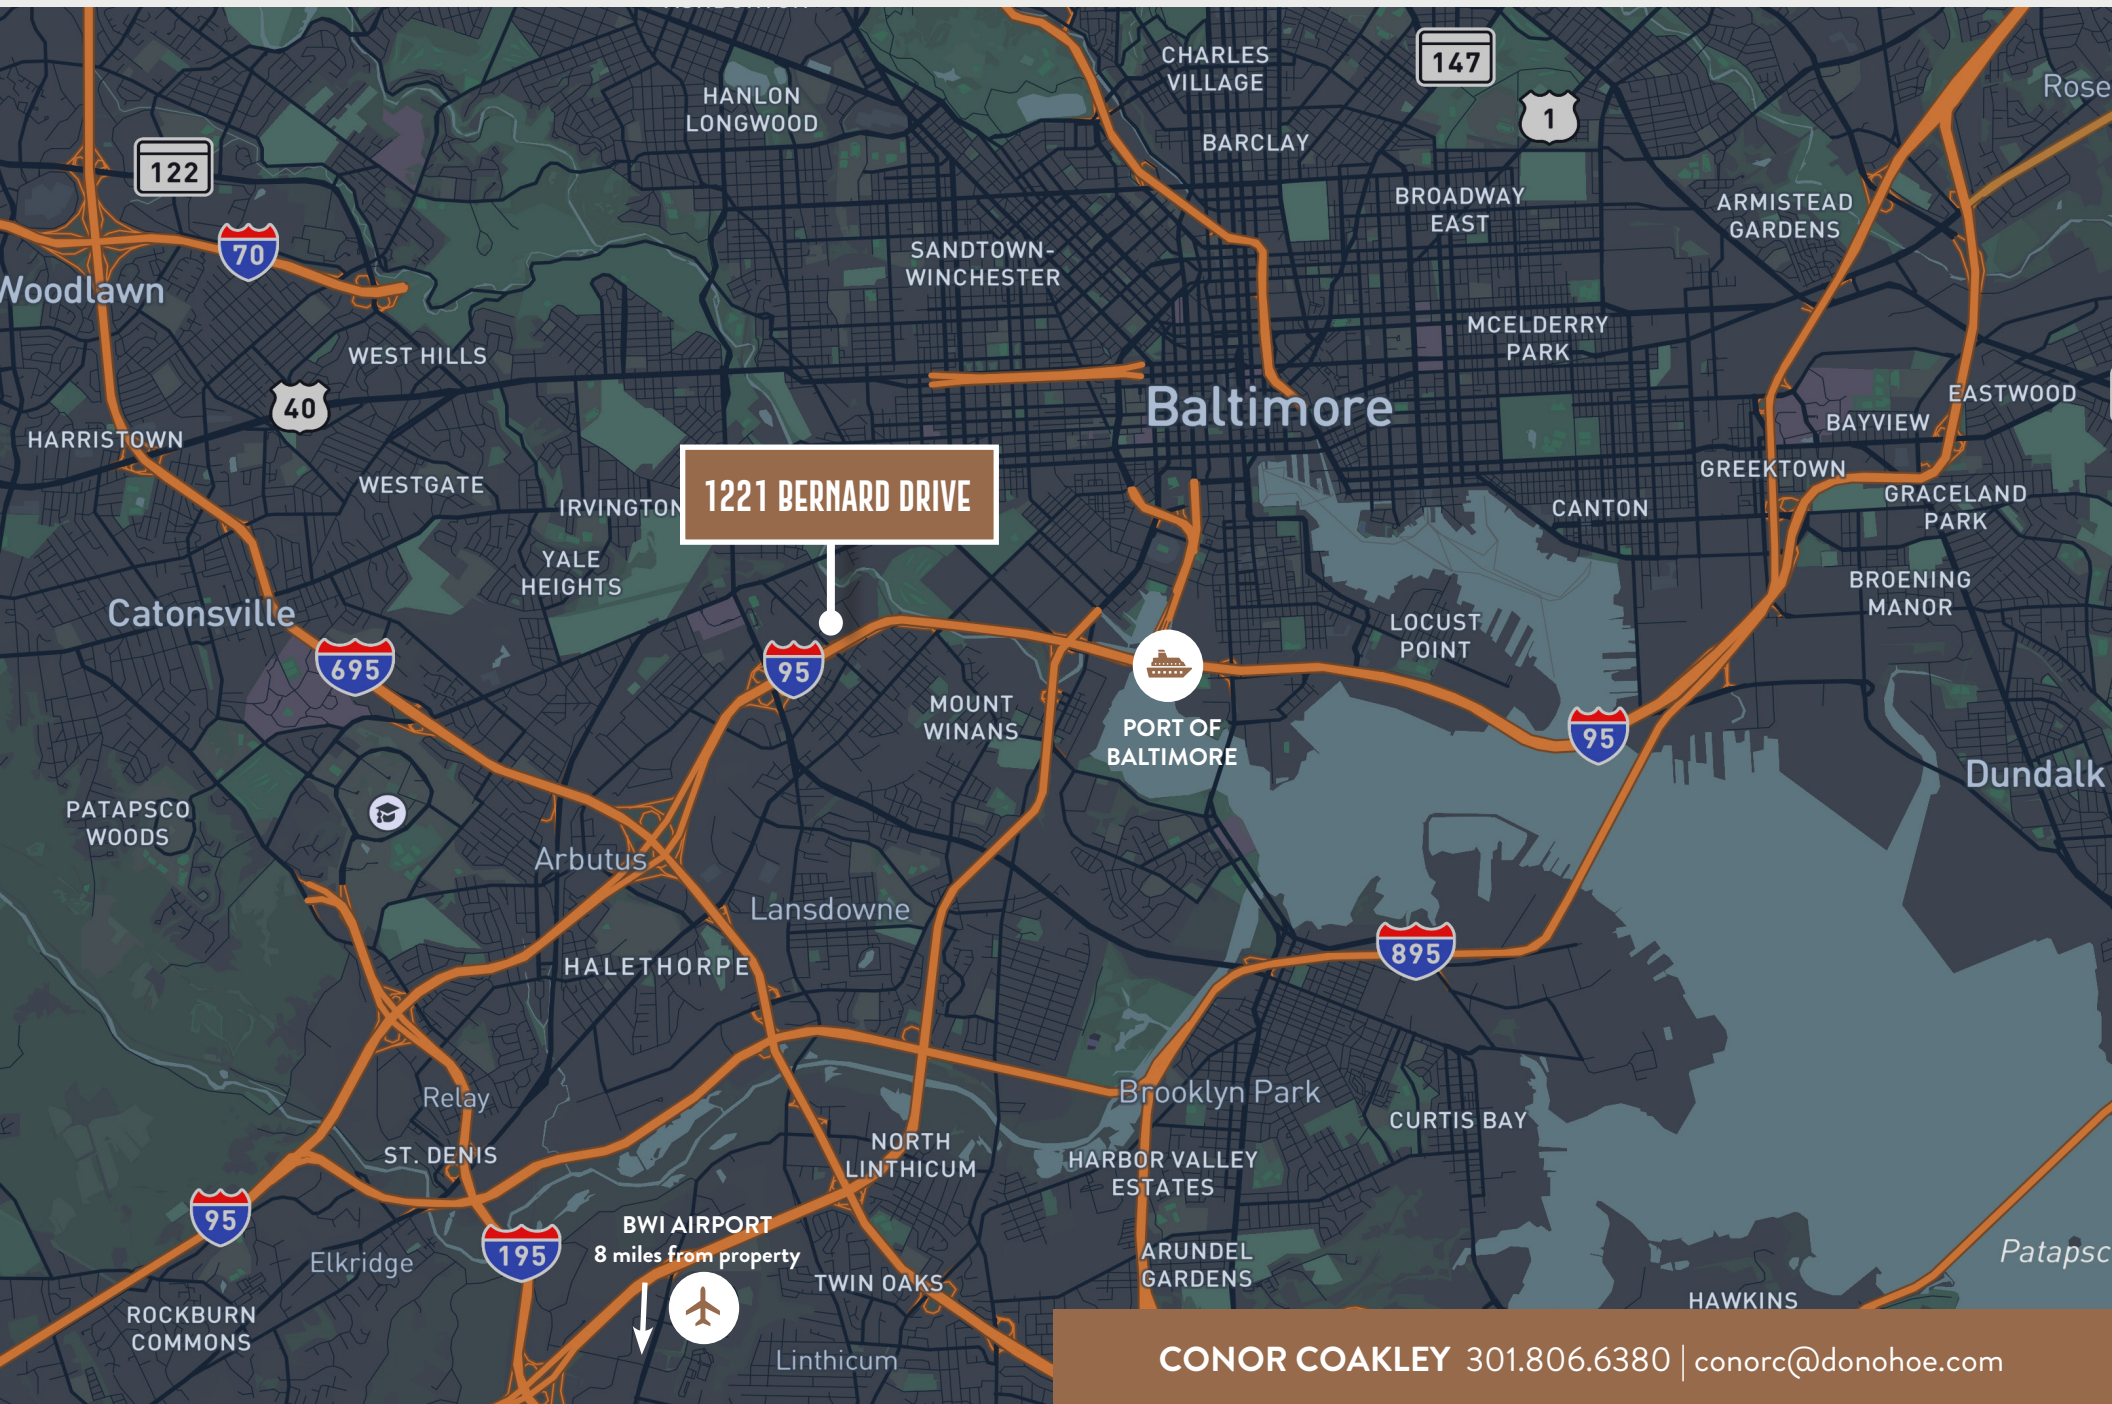 CHARLES
VILLAGE
147
Rose
HANLON
LONGWOOD
1
BARCLAY
122
BROADWAY
EAST
ARMISTEAD
GARDENS
70
SANDTOWN-
WINCHESTER
Woodlawn
MCELDERRY
PARK
WEST HILLS
40
Baltimore
EASTWOOD
BAYVIEW
HARRISTOWN
GREEKTOWN
WESTGATE
1221 BERNARD DRIVE
IRVINGTON
CANTON
GRACELAND
PARK
YALE
HEIGHTS
BROENING
MANOR
Catonsville
LOCUST
POINT
695
95
MOUNT
WINANS
PORT OF
BALTIMORE
95
Dundalk
PATAPSCO
WOODS
Arbutus
Lansdowne
HALETHORPE
895
Relay
Brooklyn Park
CURTIS BAY
ST. DENIS
NORTH
LINTHICUM
HARBOR VALLEY
ESTATES
95
BWI AIRPORT
8 miles from property
195
Elkridge
ARUNDEL
GARDENS
Patapsc
TWIN OAKS
HAWKINS
ROCKBURN
COMMONS
Linthicum
CONOR COAKLEY 301.806.6380 | conorc@donohoe.com